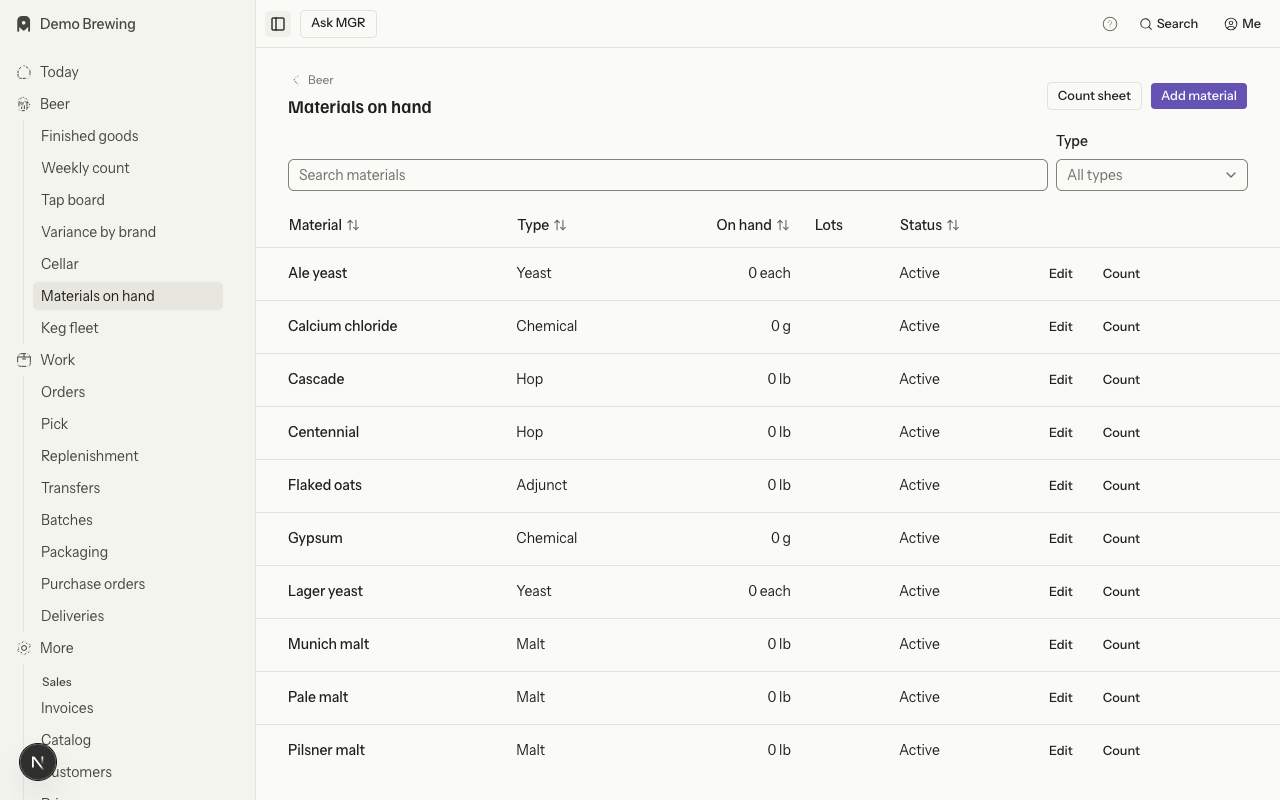 Demo Brewing
Ask MGR
Search
Me
Today
Beer
Finished goods
Weekly count
Tap board
Variance by brand
Cellar
Materials on hand
Keg fleet
Work
Orders
Pick
Replenishment
Transfers
Batches
Packaging
Purchase orders
Deliveries
More
Sales
Invoices
Catalog
N
Beer
Materials on hand
Count sheet
Add material
Type
Search materials
All types
Material Type On hand Lots Status
Ale yeast Yeast 0 each Active Edit Count
Calcium chloride Chemical 0 g Active Edit Count
Cascade Hop 0 lb Active Edit Count
Centennial Hop 0 lb Active Edit Count
Flaked oats Adjunct 0 lb Active Edit Count
Gypsum Chemical 0 g Active Edit Count
Lager yeast Yeast 0 each Active Edit Count
Munich malt Malt 0 lb Active Edit Count
Pale malt Malt 0 lb Active Edit Count
Pilsner malt Malt 0 lb Active Edit Count